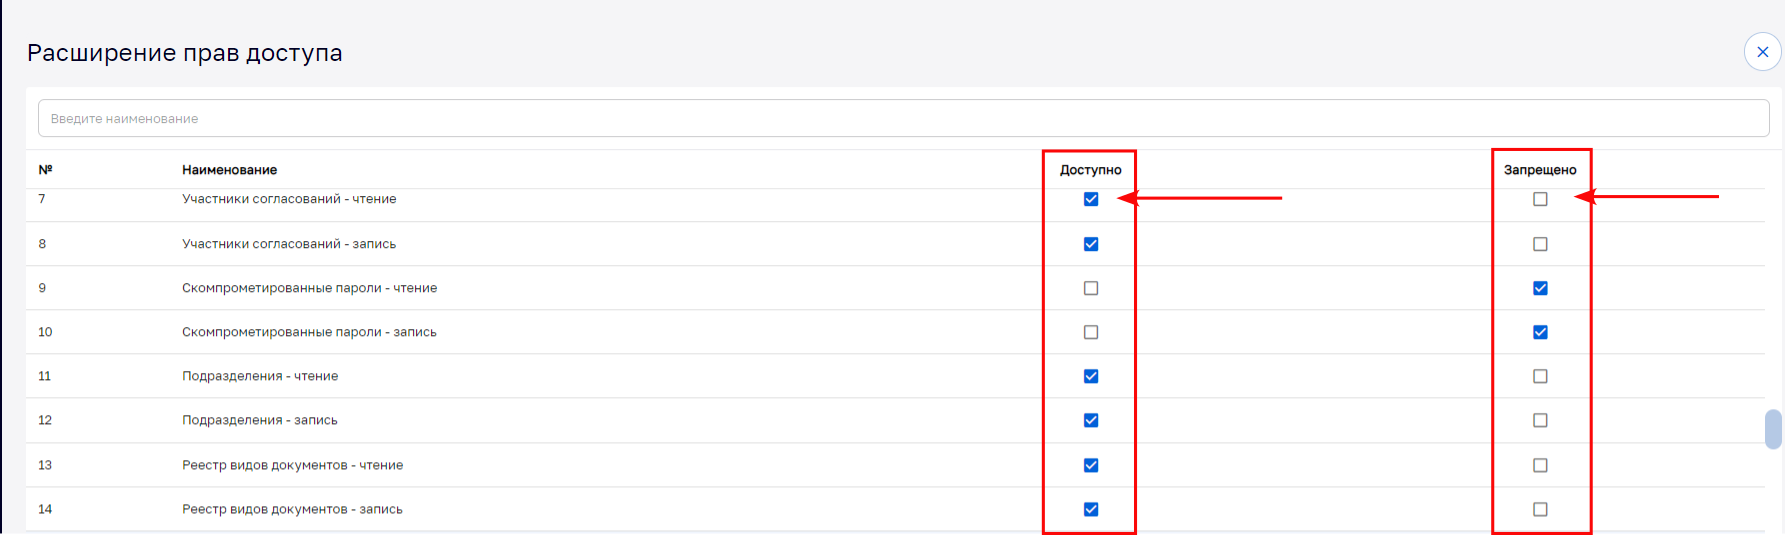 Расширение прав доступа
Введите наименование
№ Наименование Доступно Запрещено
7 Участники согласований - чтение
8 Участники согласований - запись
9 Скомпрометированные пароли - чтение
10 Скомпрометированные пароли - запись
11 Подразделения - чтение
12 Подразделения - запись
13 Реестр видов документов - чтение
14 Реестр видов документов - запись